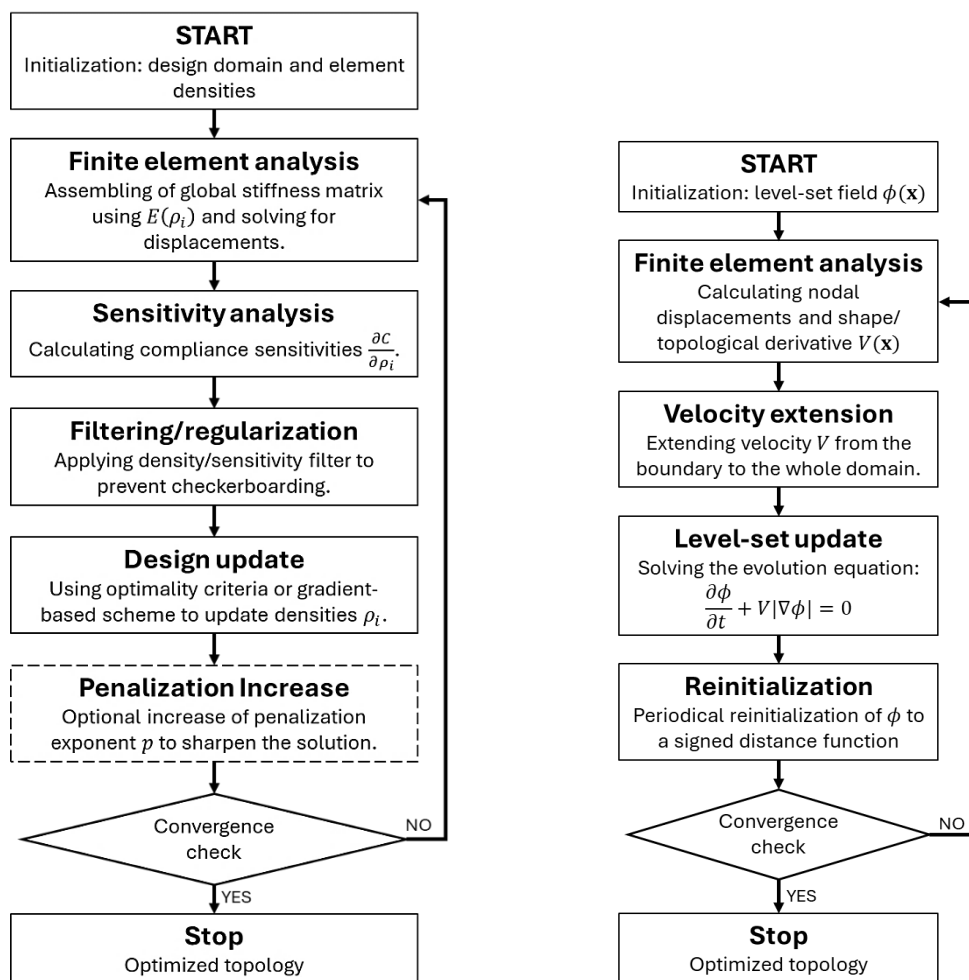 START
Initialization: design domain and element
densities
Finite element analysis
Assembling of global stiffness matrix
using E(ρᵢ) and solving for
displacements.
Sensitivity analysis
Calculating compliance sensitivities ∂C/∂ρᵢ.
Filtering/regularization
Applying density/sensitivity filter to
prevent checkerboarding.
Design update
Using optimality criteria or gradient-
based scheme to update densities ρᵢ.
Penalization Increase
Optional increase of penalization
exponent p to sharpen the solution.
Convergence
check
NO
YES
Stop
Optimized topology
START
Initialization: level-set field ϕ(𝐱)
Finite element analysis
Calculating nodal
displacements and shape/
topological derivative V(𝐱)
Velocity extension
Extending velocity V from the
boundary to the whole domain.
Level-set update
Solving the evolution equation:
∂ϕ/∂t + V|∇ϕ| = 0
Reinitialization
Periodical reinitialization of ϕ to
a signed distance function
Convergence
check
NO
YES
Stop
Optimized topology